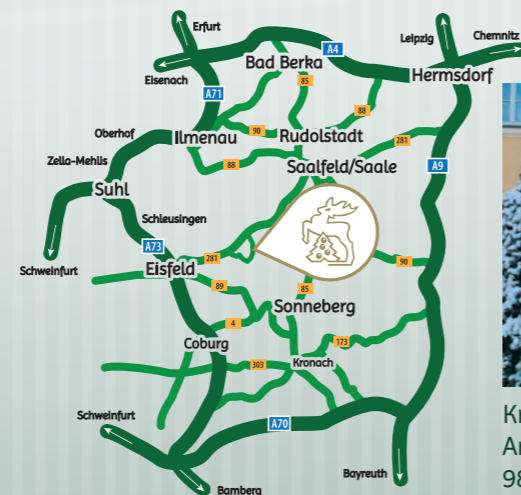 Erfurt
Leipzig
Chemnitz
A4
Bad Berka
Eisenach
85
Hermsdorf
A71
88
Oberhof
Ilmenau
90
Rudolstadt
281
Zella-Mehlis
88
Saalfeld/Saale
A9
Suhl
Schleusingen
A73
281
90
Schweinfurt
Eisfeld
89
85
Sonneberg
4
173
Coburg
303
Kronach
Schweinfurt
A70
Bayreuth
Bamberg
98